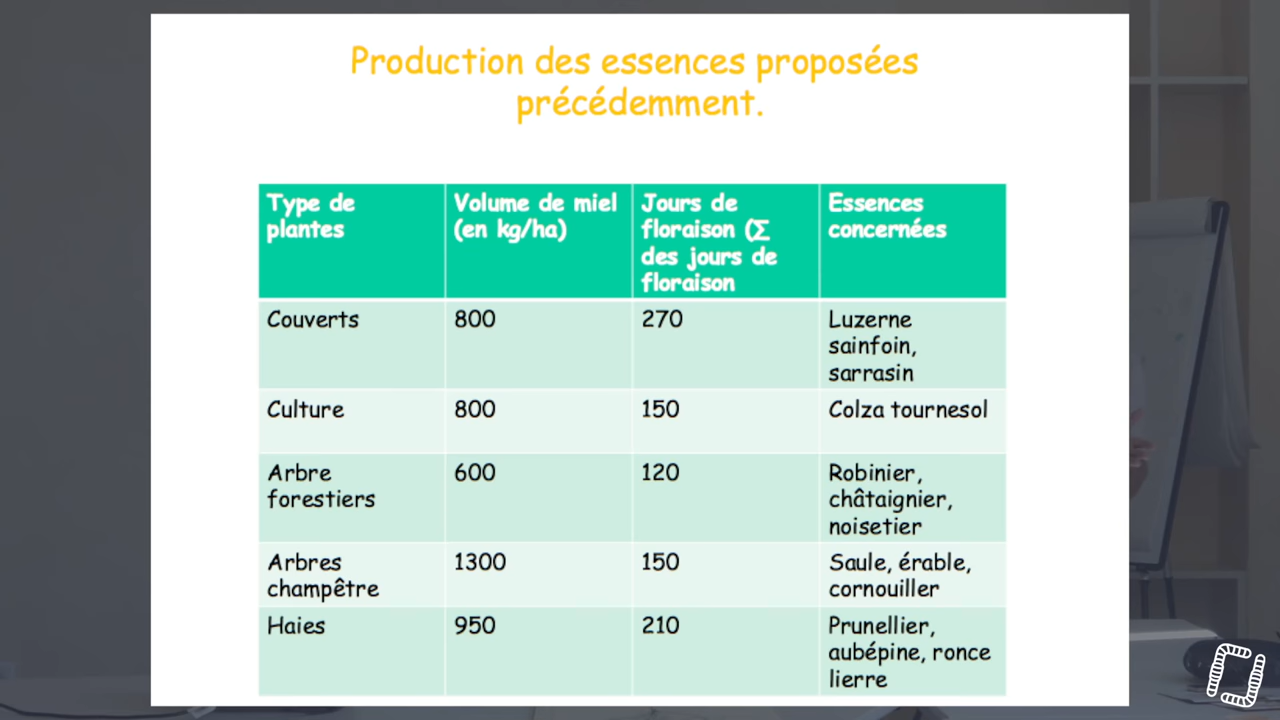 Production des essences proposées
précédemment.
Type de
plantes
Volume de miel
(en kg/ha)
Jours de
floraison (Σ
des jours de
floraison
Essences
concernées
Couverts
800
270
Luzerne
sainfoin,
sarrasin
Culture
800
150
Colza tournesol
Arbre
forestiers
600
120
Robinier,
châtaignier,
noisetier
Arbres
champêtre
1300
150
Saule, érable,
cornouiller
Haies
950
210
Prunellier,
aubépine, ronce
lierre